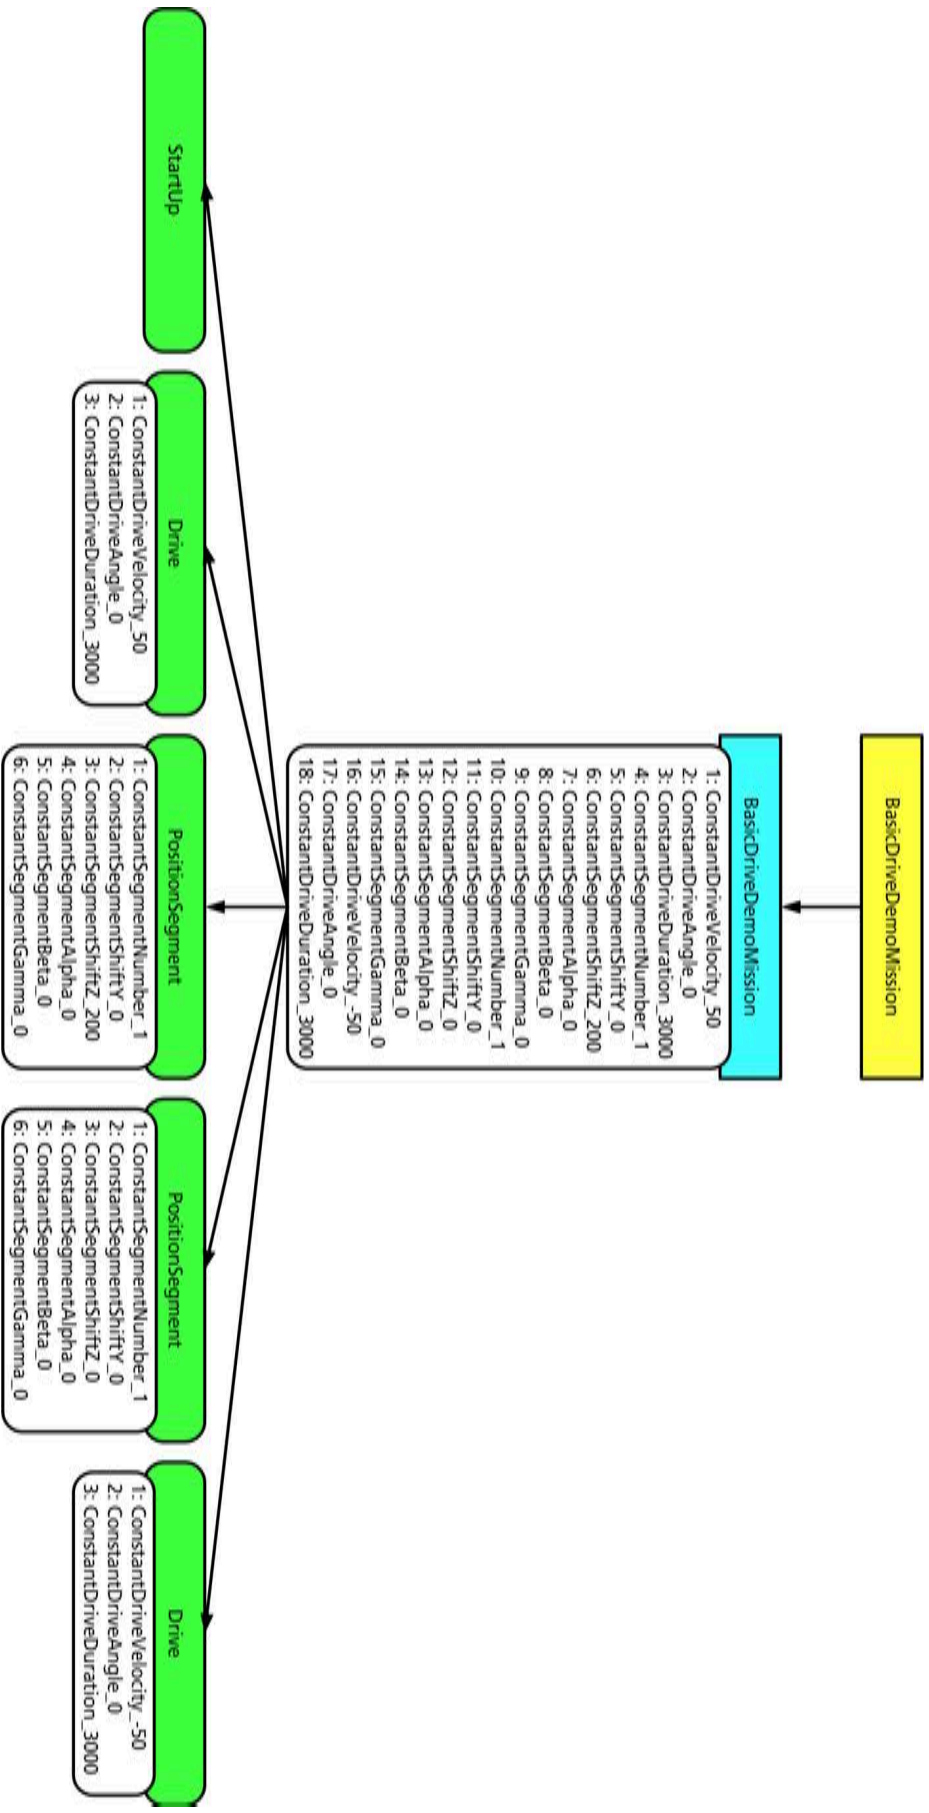 BasicDriveDemoMission
BasicDriveDemoMission
1: ConstantDriveVelocity_50
2: ConstantDriveAngle_0
3: ConstantDriveDuration_3000
4: ConstantSegmentNumber_1
5: ConstantSegmentShiftY_0
6: ConstantSegmentShiftZ_200
7: ConstantSegmentAlpha_0
8: ConstantSegmentBeta_0
9: ConstantSegmentGamma_0
10: ConstantSegmentNumber_1
11: ConstantSegmentShiftY_0
12: ConstantSegmentShiftZ_0
13: ConstantSegmentAlpha_0
14: ConstantSegmentBeta_0
15: ConstantSegmentGamma_0
16: ConstantDriveVelocity_-50
17: ConstantDriveAngle_0
18: ConstantDriveDuration_3000
StartUp
Drive
1: ConstantDriveVelocity_50
2: ConstantDriveAngle_0
3: ConstantDriveDuration_3000
PositionSegment
1: ConstantSegmentNumber_1
2: ConstantSegmentShiftY_0
3: ConstantSegmentShiftZ_200
4: ConstantSegmentAlpha_0
5: ConstantSegmentBeta_0
6: ConstantSegmentGamma_0
PositionSegment
1: ConstantSegmentNumber_1
2: ConstantSegmentShiftY_0
3: ConstantSegmentShiftZ_0
4: ConstantSegmentAlpha_0
5: ConstantSegmentBeta_0
6: ConstantSegmentGamma_0
Drive
1: ConstantDriveVelocity_-50
2: ConstantDriveAngle_0
3: ConstantDriveDuration_3000